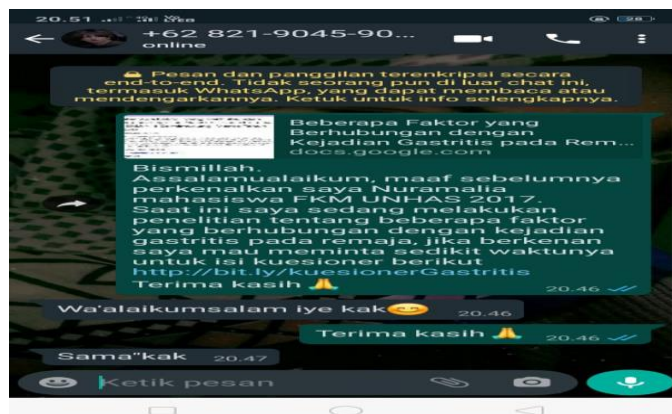 20.51
28
+62 821-9045-90...
online
Pesan dan panggilan terenkripsi secara
end-to-end. Tidak seorang pun di luar chat ini,
termasuk WhatsApp, yang dapat membaca atau
mendengarkannya. Ketuk untuk info selengkapnya.
Beberapa Faktor yang
Berhubungan dengan
Kejadian Gastritis pada Rem...
docs.google.com
Bismillah.
Assalamualaikum, maaf sebelumnya
perkenalkan saya Nuramalia
mahasiswa FKM UNHAS 2017.
Saat ini saya sedang melakukan
penelitian tentang beberapa faktor
yang berhubungan dengan kejadian
gastritis pada remaja, jika berkenan
saya mau meminta sedikit waktunya
untuk isi kuesioner berikut
http://bit.ly/kuesionerGastritis
Terima kasih 🙏
20.46
Wa'alaikumsalam iye kak😊 20.46
Terima kasih 🙏 20.46
Sama"kak 20.47
Ketik pesan